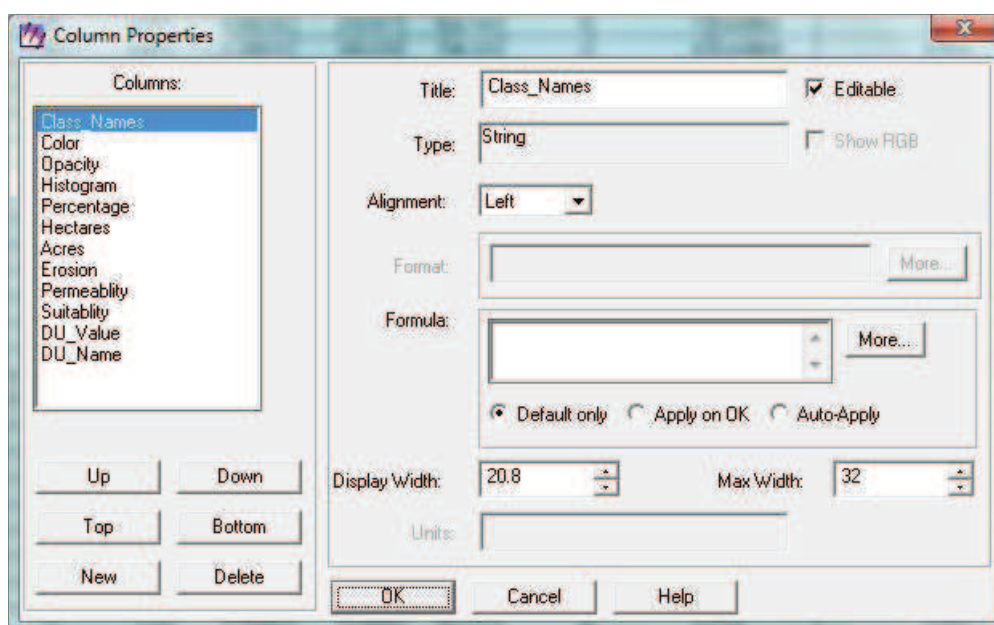 Column Properties
Columns:
Class_Names
Color
Opacity
Histogram
Percentage
Hectares
Acres
Erosion
Permeablity
Suitablity
DU_Value
DU_Name
Up Down
Top Bottom
New Delete
Title: Class_Names Editable
Type: String Show RGB
Alignment: Left
Format: More...
Formula: More...
Default only Apply on OK Auto-Apply
Display Width: 20.8 Max Width: 32
Units:
OK Cancel Help